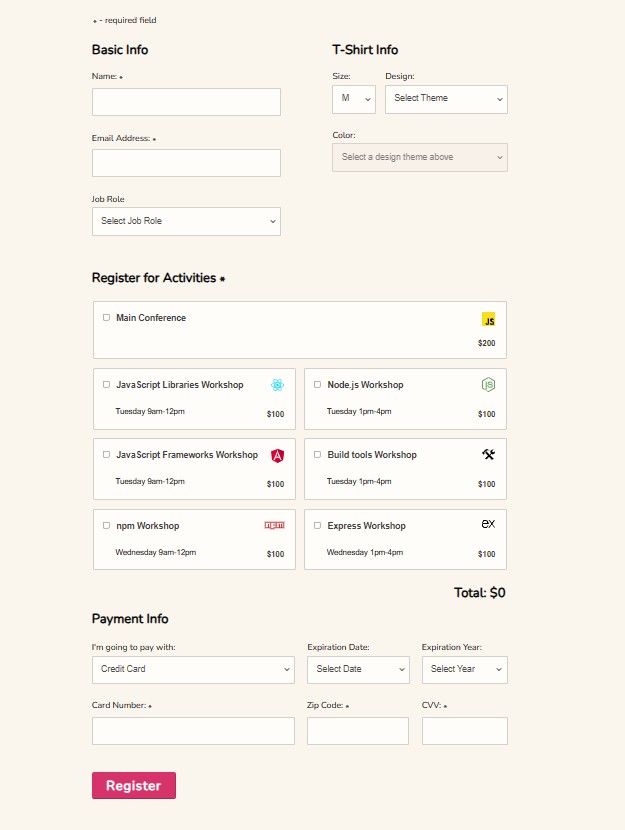 * - required field
Basic Info
Name: *
Email Address: *
Job Role
Select Job Role
T-Shirt Info
Size:
M
Design:
Select Theme
Color:
Select a design theme above
Register for Activities *
Main Conference
JS
$200
JavaScript Libraries Workshop
Tuesday 9am-12pm
$100
Node.js Workshop
JS
Tuesday 1pm-4pm
$100
JavaScript Frameworks Workshop
A
Tuesday 9am-12pm
$100
Build tools Workshop
Tuesday 1pm-4pm
$100
npm Workshop
npm
Wednesday 9am-12pm
$100
Express Workshop
ex
Wednesday 1pm-4pm
$100
Total: $0
Payment Info
I'm going to pay with:
Credit Card
Expiration Date:
Select Date
Expiration Year:
Select Year
Card Number: *
Zip Code: *
CVV: *
Register